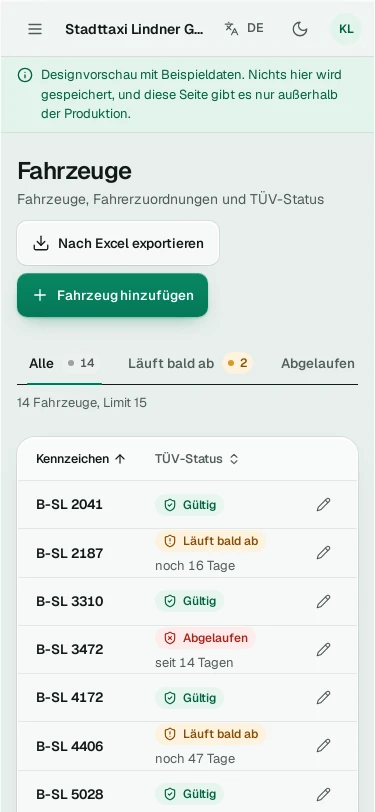 Stadttaxi Lindner G... DE KL
Designvorschau mit Beispieldaten. Nichts hier wird
gespeichert, und diese Seite gibt es nur außerhalb
der Produktion.
Fahrzeuge
Fahrzeuge, Fahrerzuordnungen und TÜV-Status
Nach Excel exportieren
Fahrzeug hinzufügen
Alle 14 Läuft bald ab 2 Abgelaufen
14 Fahrzeuge, Limit 15
Kennzeichen TÜV-Status
B-SL 2041 Gültig
B-SL 2187 Läuft bald ab
noch 16 Tage
B-SL 3310 Gültig
B-SL 3472 Abgelaufen
seit 14 Tagen
B-SL 4172 Gültig
B-SL 4406 Läuft bald ab
noch 47 Tage
B-SL 5028 Gültig